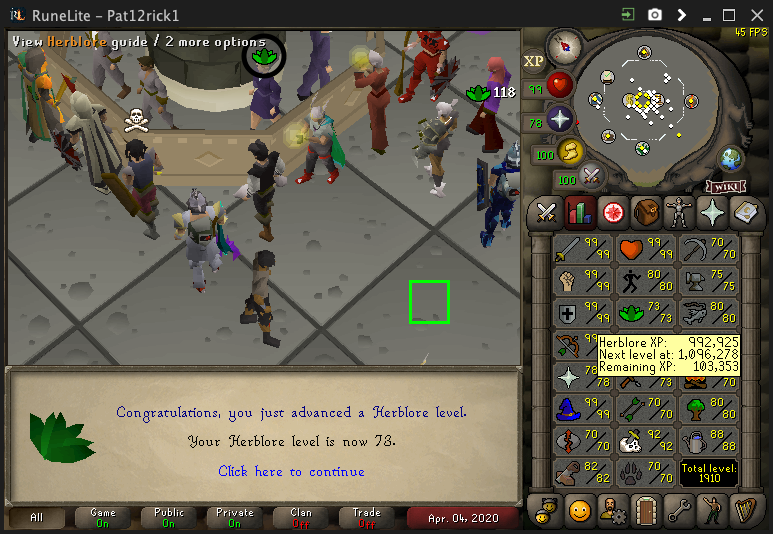 RuneLite - Pat12rick1
View Herblore guide / 2 more options
118
45 FPS
XP
99
78
100
100
WIKI
99/99 99/99 70/70
99/99 80/80 75/75
99/99 73/73 80/80
99
Herblore XP: 992,925
Next level at: 1,096,278
Remaining XP: 103,353
78 73 70
99/99 70/70 80/80
70/70 92/92 88/88
82/82 70/70 Total level:
1910
Congratulations, you just advanced a Herblore level.
Your Herblore level is now 73.
Click here to continue
All
Game
On
Public
On
Private
On
Clan
Off
Trade
Off
Apr. 04, 2020